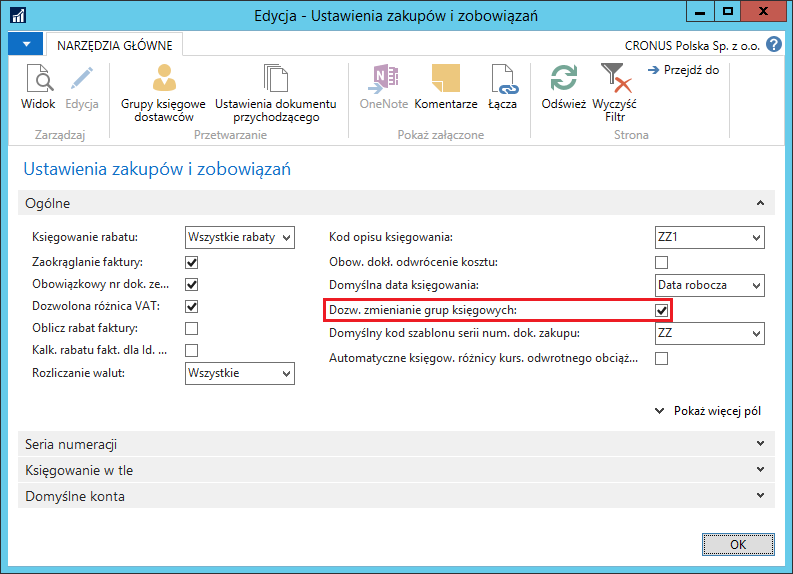 Edycja - Ustawienia zakupów i zobowiązań
NARZĘDZIA GŁÓWNE
CRONUS Polska Sp. z o.o.
?
Widok
Edycja
Grupy księgowe
dostawców
Ustawienia dokumentu
przychodzącego
OneNote
Komentarze
Łącza
Odśwież
Wyczyść
Filtr
Przejdź do
Zarządzaj
Przetwarzanie
Pokaż załączone
Strona
Ustawienia zakupów i zobowiązań
Ogólne
Księgowanie rabatu:
Wszystkie rabaty
Zaokrąglanie faktury:
Obowiązkowy nr dok. ze...
Dozwolona różnica VAT:
Oblicz rabat faktury:
Kalk. rabatu fakt. dla Id. ...
Rozliczanie walut:
Wszystkie
Kod opisu księgowania:
ZZ1
Obow. dokł. odwrócenie kosztu:
Domyślna data księgowania:
Data robocza
Dozw. zmienianie grup księgowych:
Domyślny kod szablonu serii num. dok. zakupu:
ZZ
Automatyczne księgow. różnicy kurs. odwrotnego obciąż...
Pokaż więcej pól
Seria numeracji
Księgowanie w tle
Domyślne konta
OK